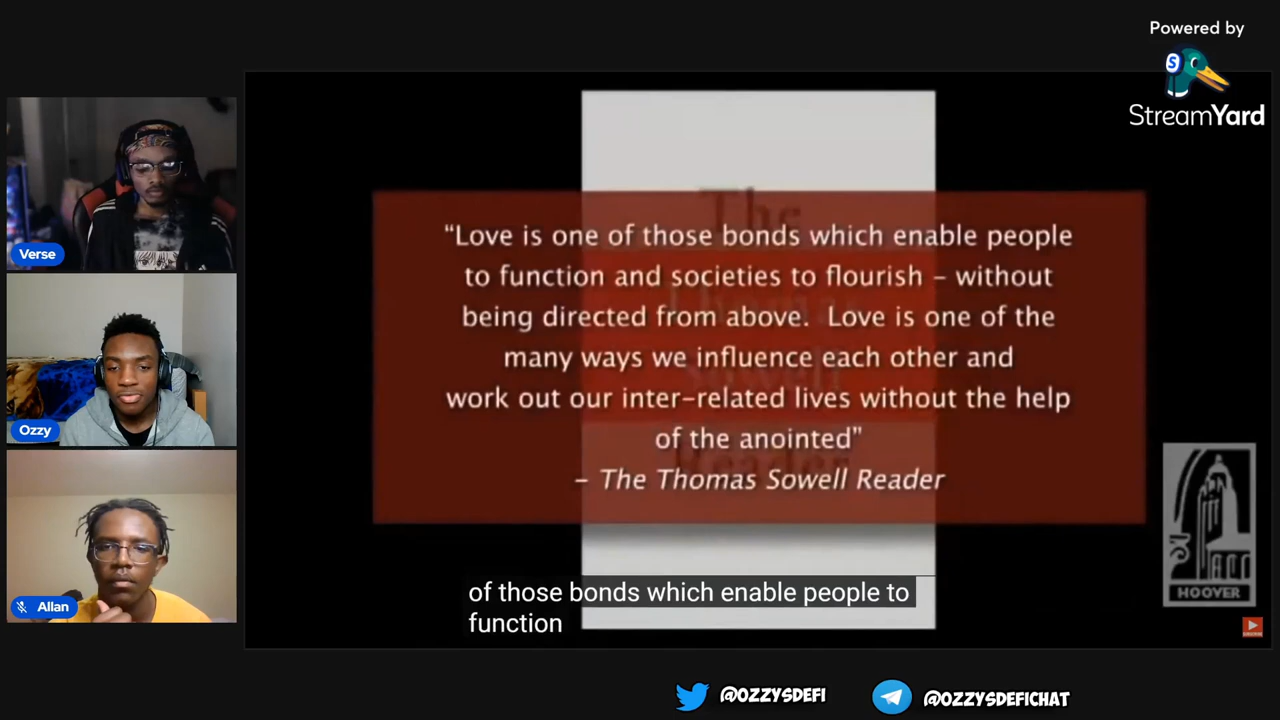 Powered by
StreamYard
Verse
Ozzy
Allan
“Love is one of those bonds which enable people
to function and societies to flourish – without
being directed from above. Love is one of the
many ways we influence each other and
work out our inter-related lives without the help
of the anointed”
– The Thomas Sowell Reader
The
Reader
HOOVER
of those bonds which enable people to
function
@OZZYSDEFI
@OZZYSDEFICHAT